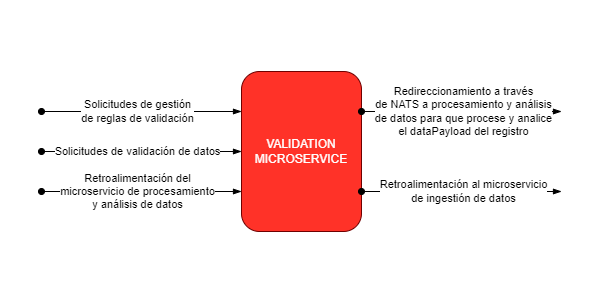 Solicitudes de gestión
de reglas de validación
Solicitudes de validación de datos
Retroalimentación del
microservicio de procesamiento
y análisis de datos
VALIDATION
MICROSERVICE
Redireccionamiento a través
de NATS a procesamiento y análisis
de datos para que procese y analice
el dataPayload del registro
Retroalimentación al microservicio
de ingestión de datos